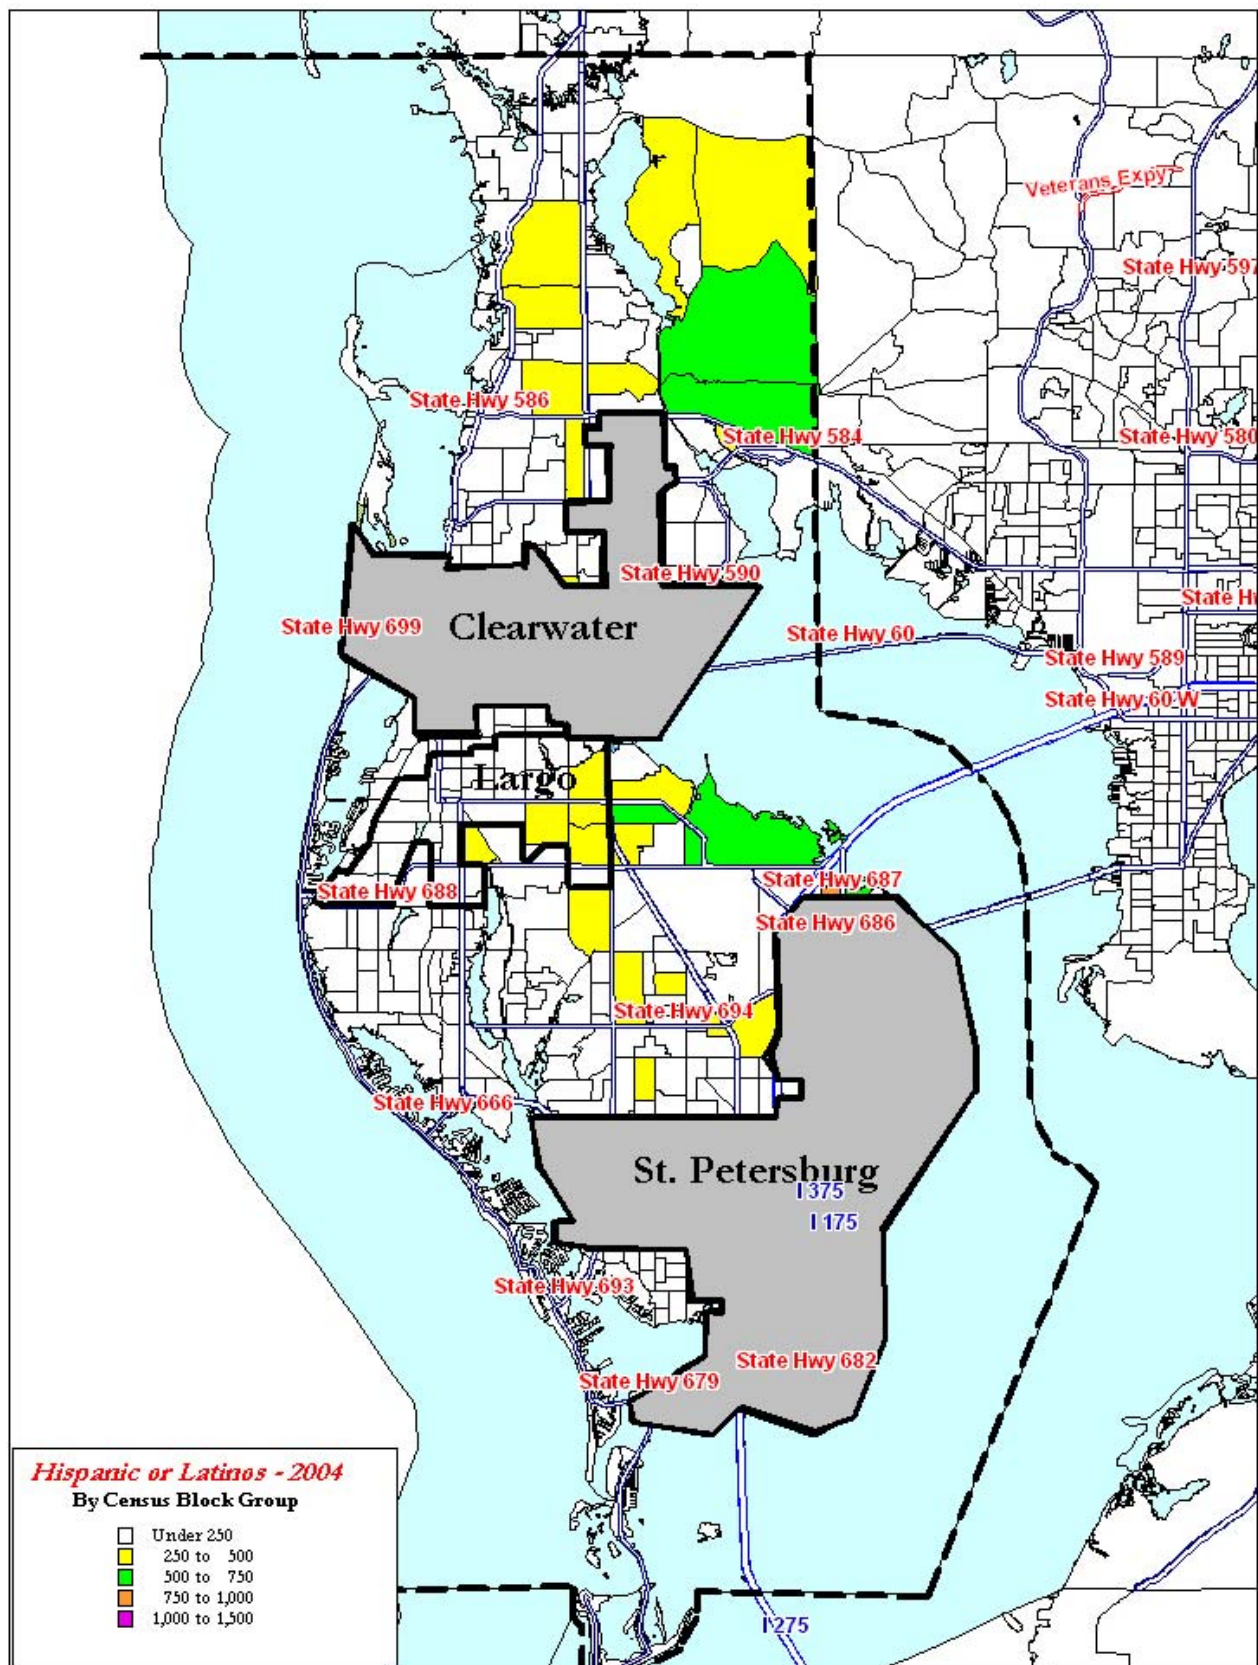 Veterans Expy
State Hwy 597
State Hwy 586
State Hwy 584
State Hwy 580
State Hwy 590
State H
State Hwy 699
Clearwater
State Hwy 60
State Hwy 589
State Hwy 60 W
Largo
State Hwy 688
State Hwy 687
State Hwy 686
State Hwy 694
State Hwy 666
St. Petersburg
I 375
I 175
State Hwy 693
State Hwy 682
State Hwy 679
I 275
Hispanic or Latinos - 2004
By Census Block Group
Under 250
250 to 500
500 to 750
750 to 1,000
1,000 to 1,500